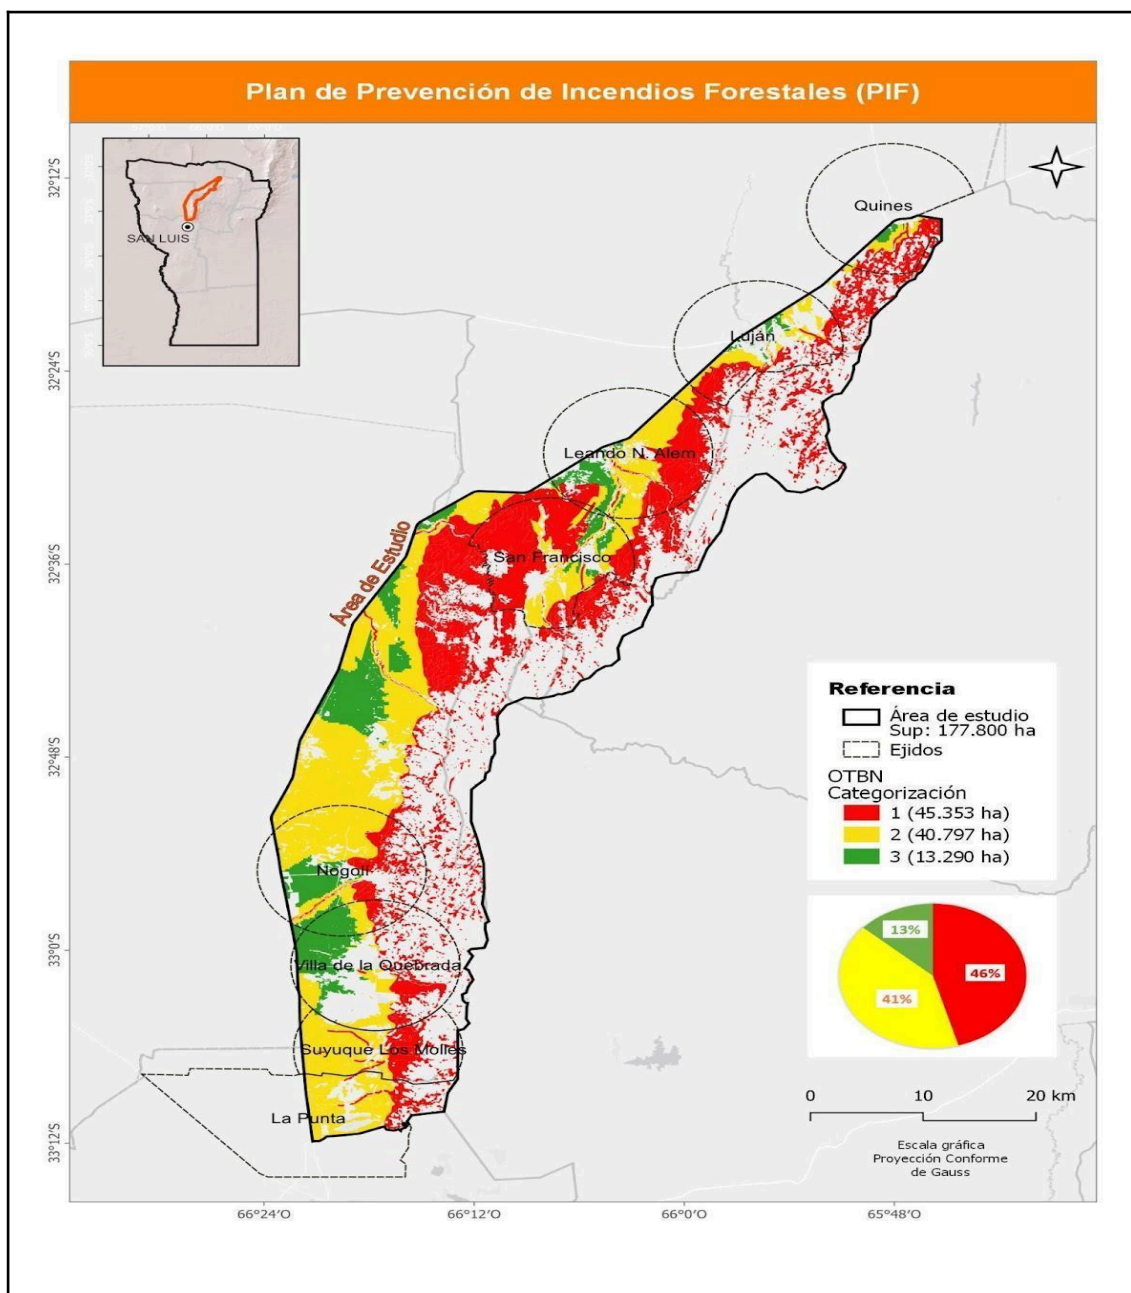 Plan de Prevención de Incendios Forestales (PIF)
SAN LUIS
32°12'S
32°24'S
32°36'S
32°48'S
33°0'S
33°12'S
Quines
Luján
Leando N. Alem
San Francisco
Área de Estudio
Nogolí
Villa de la Quebrada
Suyuque Los Molles
La Punta
Referencia
Área de estudio
Sup: 177.800 ha
Ejidos
OTBN
Categorización
1 (45.353 ha)
2 (40.797 ha)
3 (13.290 ha)
13%
46%
41%
0 10 20 km
Escala gráfica
Proyección Conforme
de Gauss
66°24'O 66°12'O 66°0'O 65°48'O